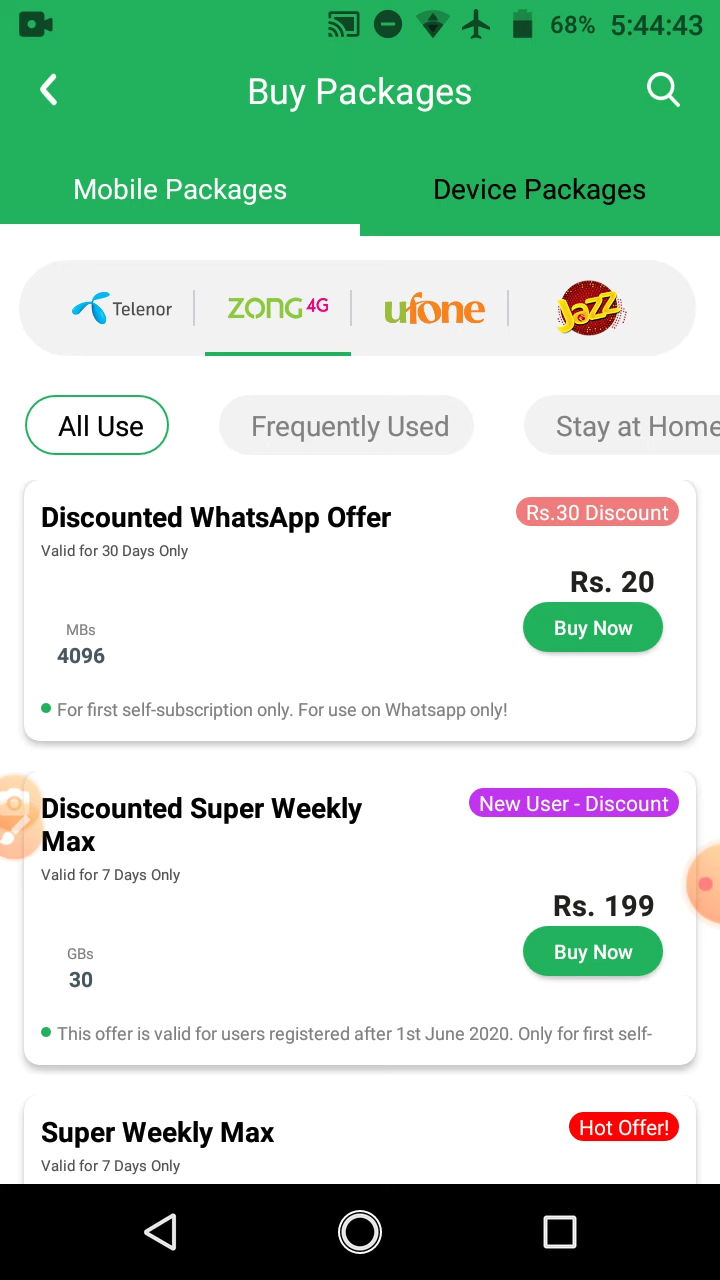 68% 5:44:43
Buy Packages
Mobile Packages
Device Packages
Telenor
ZONG 4G
ufone
Jazz
All Use
Frequently Used
Stay at Home
Discounted WhatsApp Offer
Rs.30 Discount
Valid for 30 Days Only
Rs. 20
Buy Now
MBs
4096
For first self-subscription only. For use on Whatsapp only!
Discounted Super Weekly
Max
New User - Discount
Valid for 7 Days Only
Rs. 199
Buy Now
GBs
30
This offer is valid for users registered after 1st June 2020. Only for first self-
Super Weekly Max
Hot Offer!
Valid for 7 Days Only